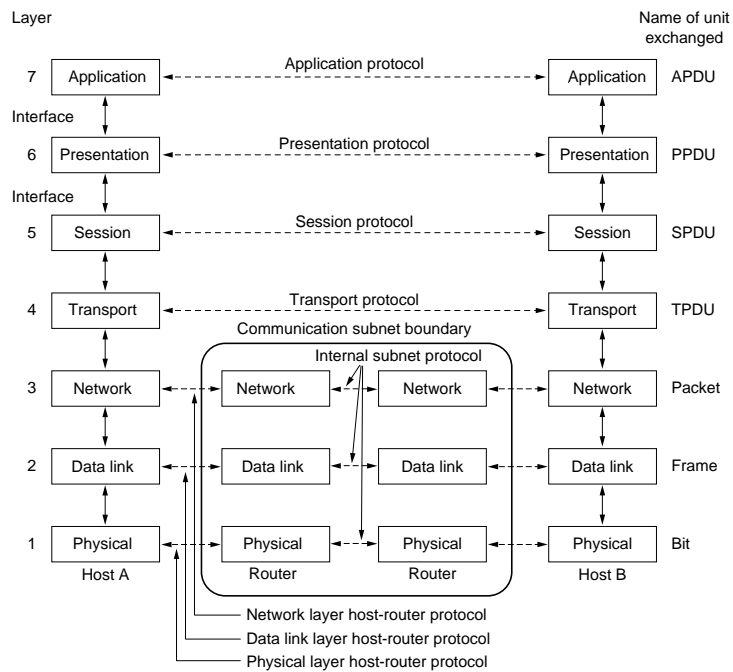 Layer
Name of unit
exchanged
7
Application
Application protocol
Application
APDU
Interface
6
Presentation
Presentation protocol
Presentation
PPDU
Interface
5
Session
Session protocol
Session
SPDU
4
Transport
Transport protocol
Transport
TPDU
Communication subnet boundary
Internal subnet protocol
3
Network
Network
Network
Network
Packet
2
Data link
Data link
Data link
Data link
Frame
1
Physical
Physical
Physical
Physical
Bit
Host A
Router
Router
Host B
Network layer host-router protocol
Data link layer host-router protocol
Physical layer host-router protocol